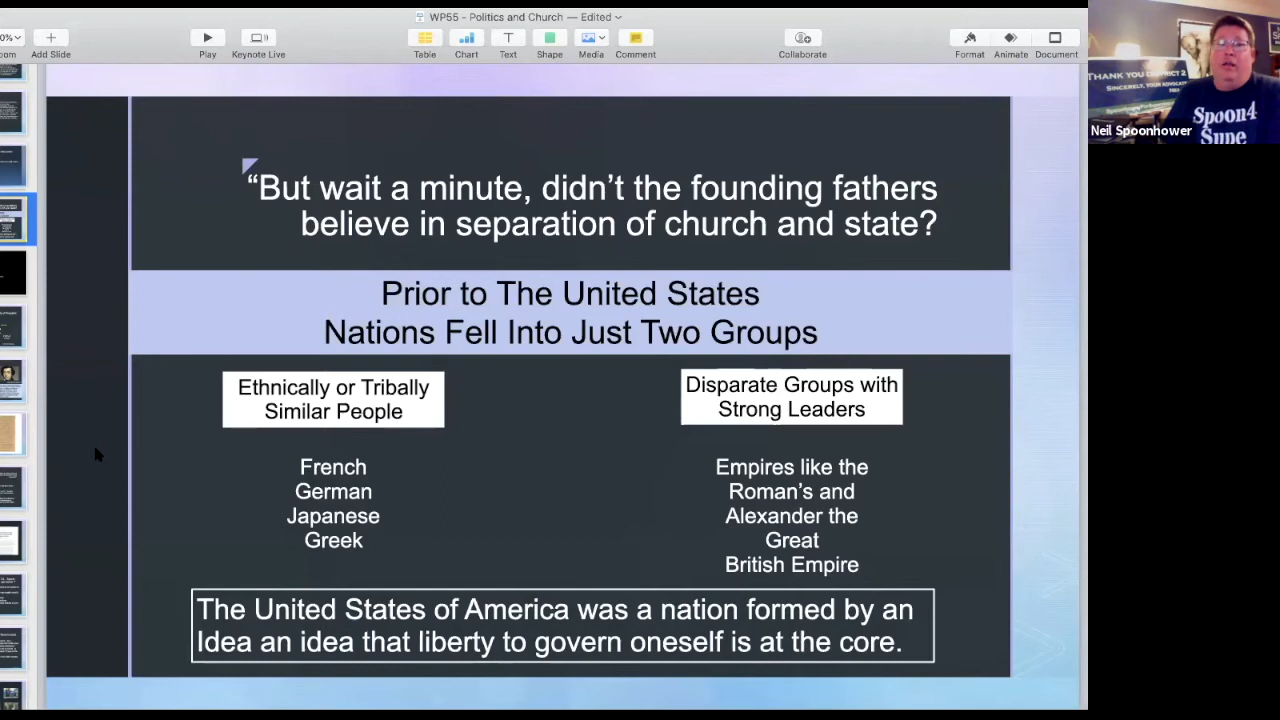 WP55 - Politics and Church — Edited
0%
oom
Add Slide
Play
Keynote Live
Table
Chart
Text
Shape
Media
Comment
Collaborate
Format
Animate
Document
“But wait a minute, didn’t the founding fathers
believe in separation of church and state?
Prior to The United States
Nations Fell Into Just Two Groups
Ethnically or Tribally
Similar People
French
German
Japanese
Greek
Disparate Groups with
Strong Leaders
Empires like the
Roman’s and
Alexander the
Great
British Empire
The United States of America was a nation formed by an
Idea an idea that liberty to govern oneself is at the core.
THANK YOU DISTRICT 2
SINCERELY, YOUR ADVOCATE
Spoon4
Supe
Neil Spoonhower